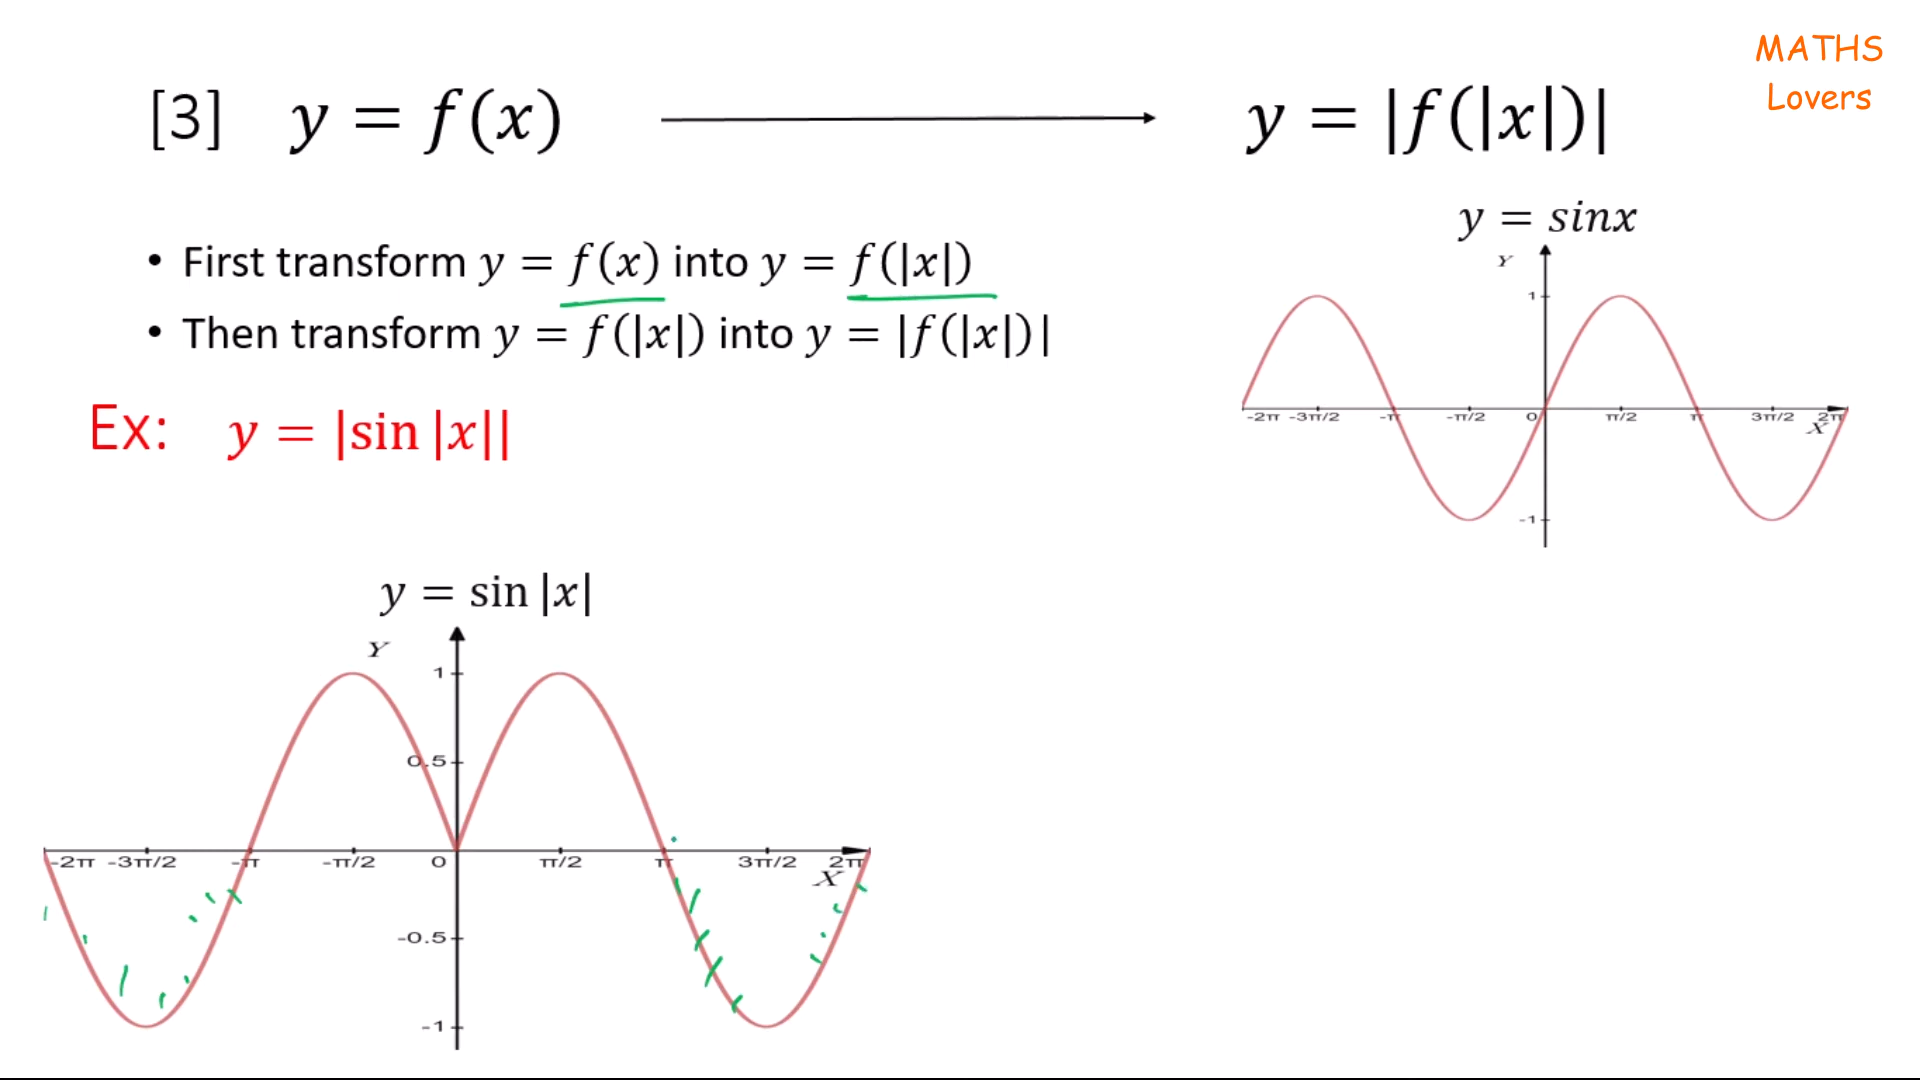 MATHS
Lovers
[3] y = f(x) y = |f(|x|)|
• First transform y = f(x) into y = f(|x|)
• Then transform y = f(|x|) into y = |f(|x|)|
Ex: y = |sin |x||
y = sinx
Y
1
-2π -3π/2 -π -π/2 0 π/2 π 3π/2 2π
X
-1
y = sin |x|
Y
1
0.5
-2π -3π/2 -π -π/2 0 π/2 π 3π/2 2π
X
-0.5
-1